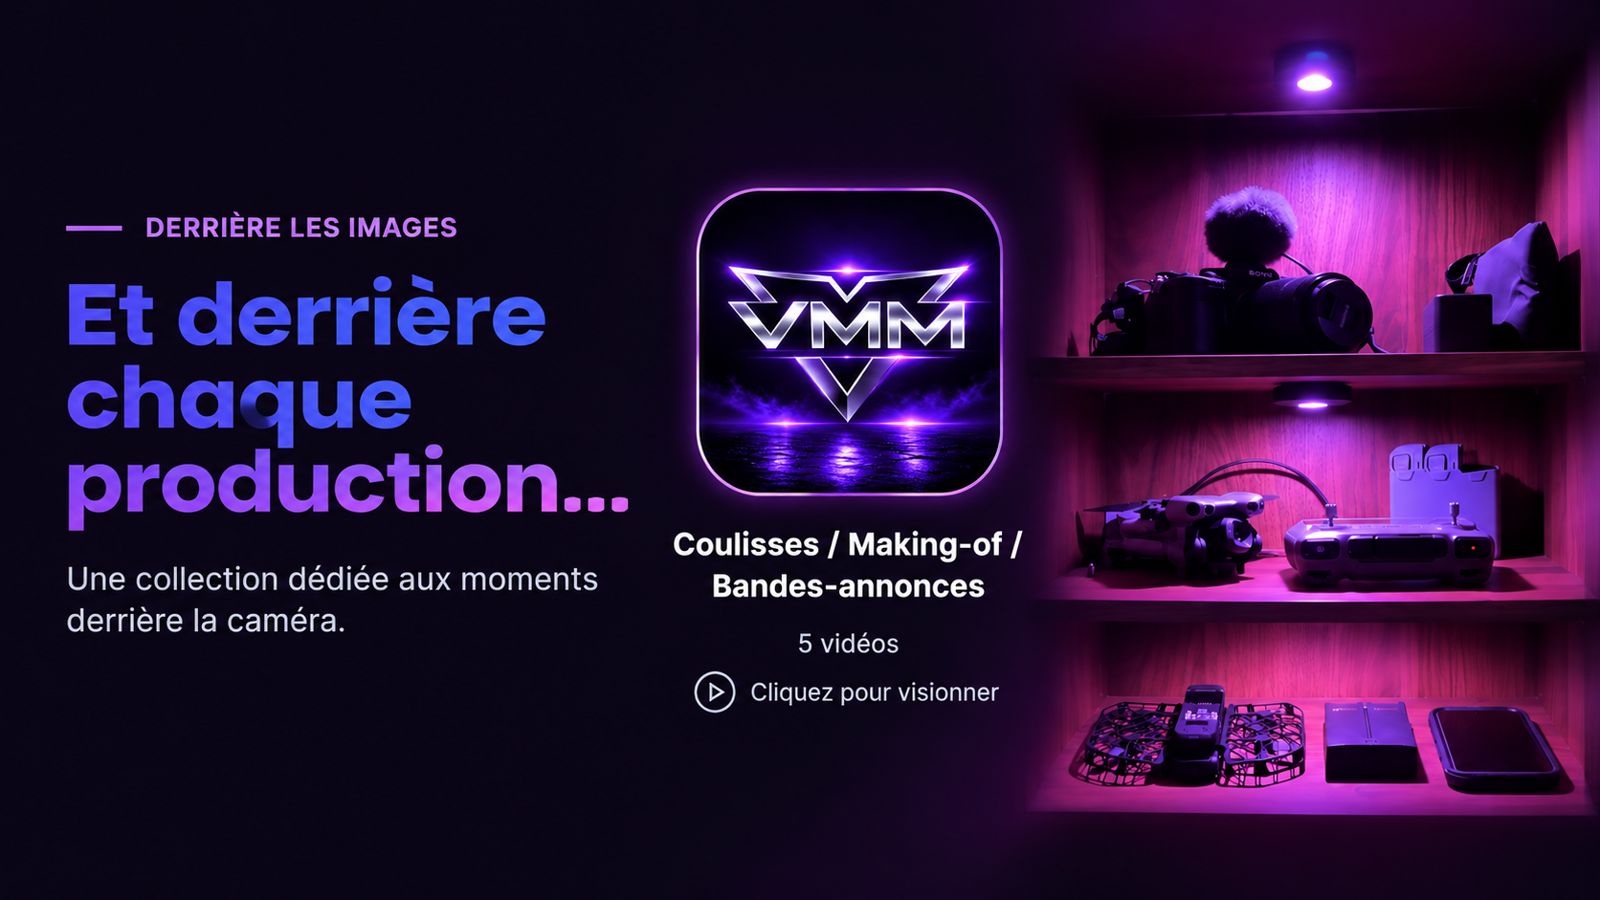 DERRIÈRE LES IMAGES
Et derrière
chaque
production...
Une collection dédiée aux moments
derrière la caméra.
VMM
Coulisses / Making-of /
Bandes-annonces
5 vidéos
Cliquez pour visionner
SONY